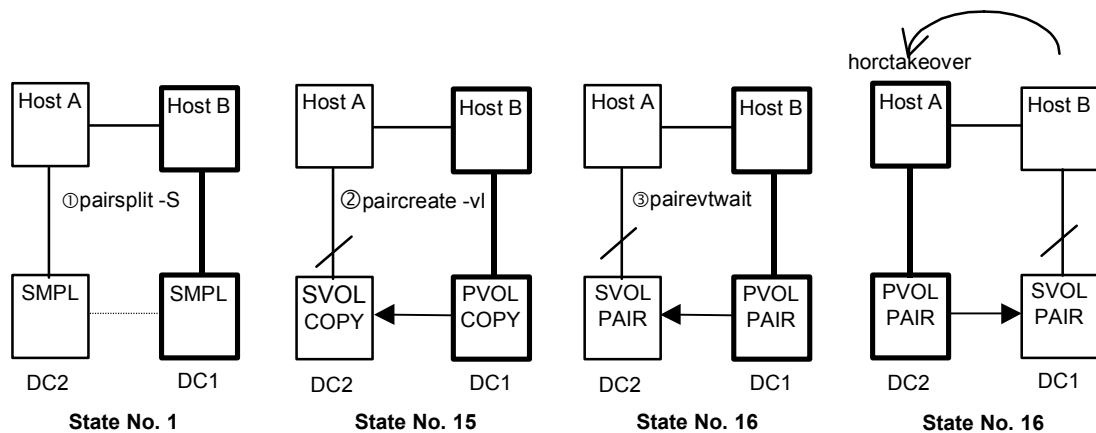 horctakeover
Host A Host B
①pairsplit -S
SMPL SMPL
DC2 DC1
State No. 1
Host A Host B
②paircreate -vl
SVOL PVOL
COPY COPY
DC2 DC1
State No. 15
Host A Host B
③pairevtwait
SVOL PVOL
PAIR PAIR
DC2 DC1
State No. 16
Host A Host B
PVOL SVOL
PAIR PAIR
DC2 DC1
State No. 16